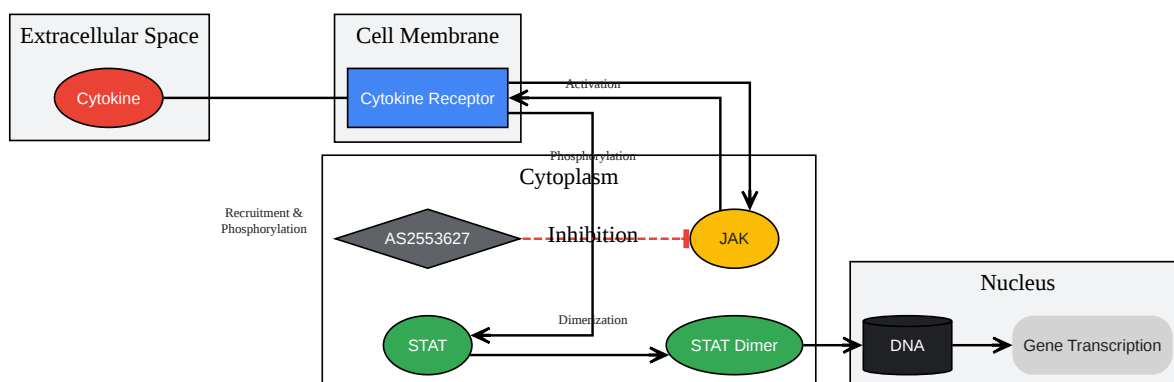 Extracellular Space
Cell Membrane
Cytokine
Cytokine Receptor
Activation
Phosphorylation
Cytoplasm
Recruitment &
Phosphorylation
AS2553627
Inhibition
JAK
Nucleus
Dimerization
STAT
STAT Dimer
DNA
Gene Transcription